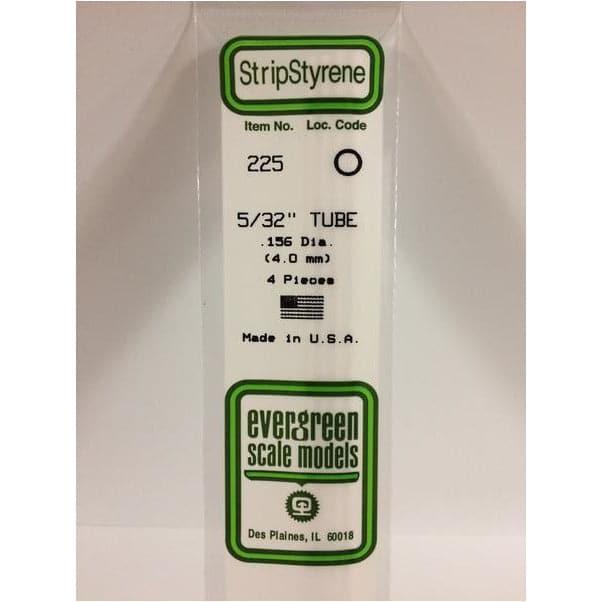 StripStyrene
Item No. Loc. Code
225
5/32" TUBE
.156 Dia.
(4.0 mm)
4 Pieces
Made in U.S.A.
evergreen
scale models
Des Plaines, IL 60018